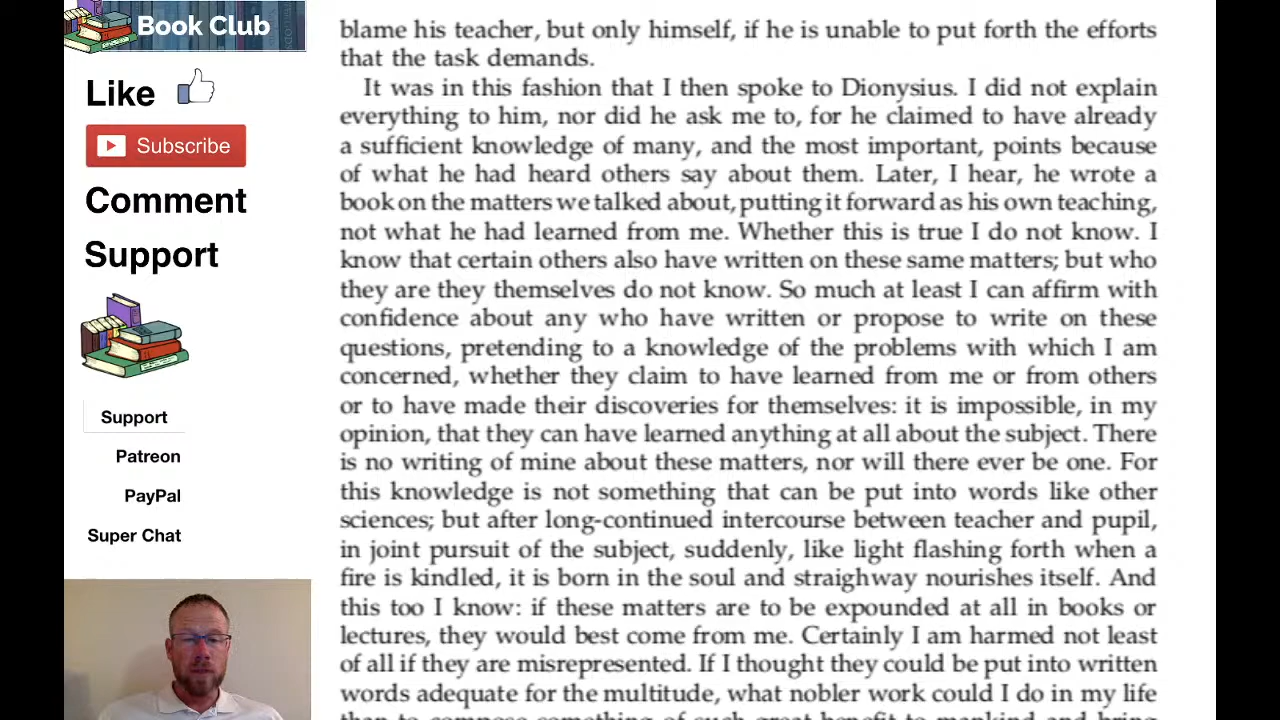 Book Club
Like
Subscribe
Comment
Support
Support
Patreon
PayPal
Super Chat
blame his teacher, but only himself, if he is unable to put forth the efforts
that the task demands.
It was in this fashion that I then spoke to Dionysius. I did not explain
everything to him, nor did he ask me to, for he claimed to have already
a sufficient knowledge of many, and the most important, points because
of what he had heard others say about them. Later, I hear, he wrote a
book on the matters we talked about, putting it forward as his own teaching,
not what he had learned from me. Whether this is true I do not know. I
know that certain others also have written on these same matters; but who
they are they themselves do not know. So much at least I can affirm with
confidence about any who have written or propose to write on these
questions, pretending to a knowledge of the problems with which I am
concerned, whether they claim to have learned from me or from others
or to have made their discoveries for themselves: it is impossible, in my
opinion, that they can have learned anything at all about the subject. There
is no writing of mine about these matters, nor will there ever be one. For
this knowledge is not something that can be put into words like other
sciences; but after long-continued intercourse between teacher and pupil,
in joint pursuit of the subject, suddenly, like light flashing forth when a
fire is kindled, it is born in the soul and straighway nourishes itself. And
this too I know: if these matters are to be expounded at all in books or
lectures, they would best come from me. Certainly I am harmed not least
of all if they are misrepresented. If I thought they could be put into written
words adequate for the multitude, what nobler work could I do in my life
than to compose something of such great benefit to mankind and bring